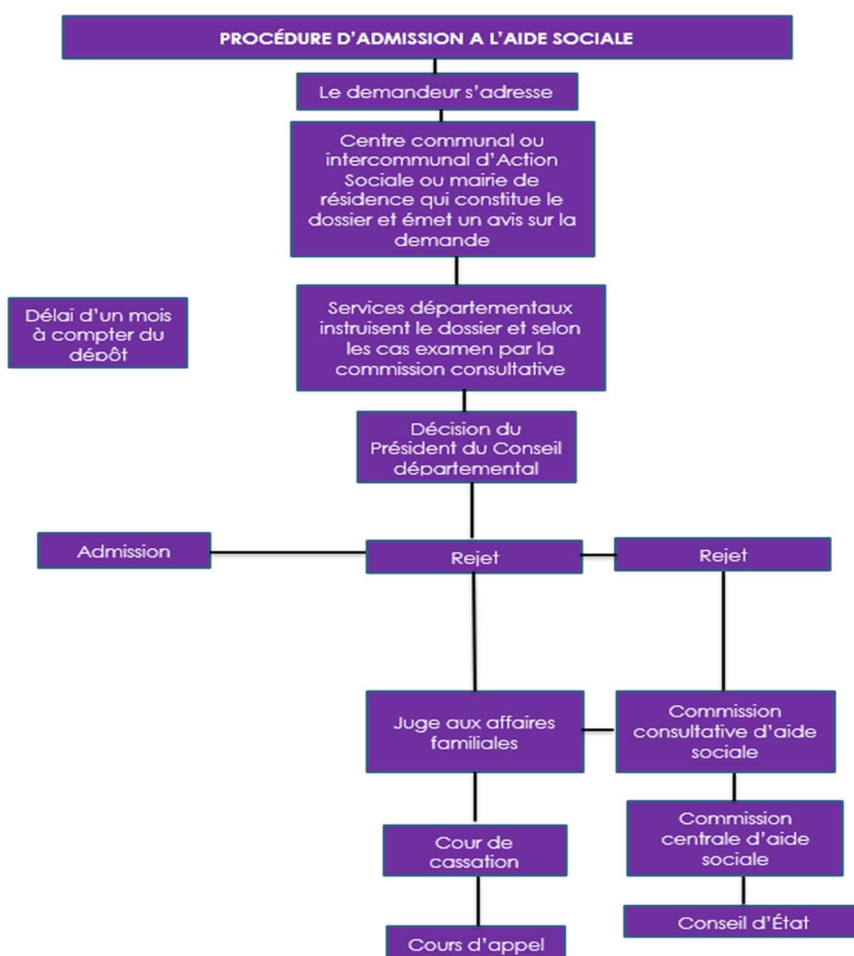 PROCÉDURE D'ADMISSION A L'AIDE SOCIALE
Le demandeur s'adresse
Centre communal ou
intercommunal d'Action
Sociale ou mairie de
résidence qui constitue le
dossier et émet un avis sur la
demande
Délai d'un mois
à compter du
dépôt
Services départementaux
instruisent le dossier et selon
les cas examen par la
commission consultative
Décision du
Président du Conseil
départemental
Admission
Rejet
Rejet
Juge aux affaires
familiales
Commission
consultative d'aide
sociale
Cour de
cassation
Commission
centrale d'aide
sociale
Cours d'appel
Conseil d'État